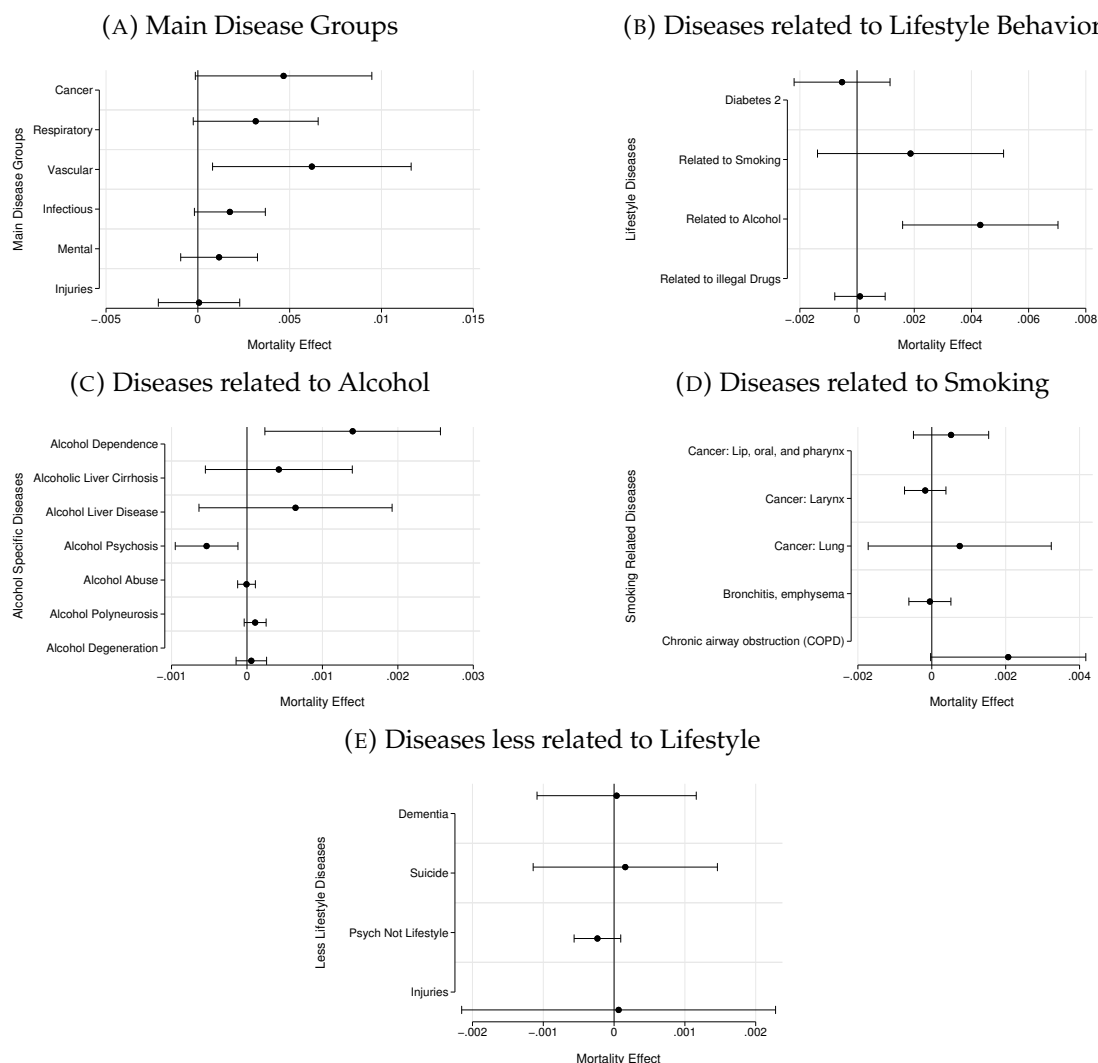 (A) Main Disease Groups
Main Disease Groups
Cancer
Respiratory
Vascular
Infectious
Mental
Injuries
-.005 0 .005 .01 .015
Mortality Effect
(B) Diseases related to Lifestyle Behavior
Lifestyle Diseases
Diabetes 2
Related to Smoking
Related to Alcohol
Related to illegal Drugs
-.002 0 .002 .004 .006 .008
Mortality Effect
(C) Diseases related to Alcohol
Alcohol Specific Diseases
Alcohol Dependence
Alcoholic Liver Cirrhosis
Alcohol Liver Disease
Alcohol Psychosis
Alcohol Abuse
Alcohol Polyneurosis
Alcohol Degeneration
-.001 0 .001 .002 .003
Mortality Effect
(D) Diseases related to Smoking
Smoking Related Diseases
Cancer: Lip, oral, and pharynx
Cancer: Larynx
Cancer: Lung
Bronchitis, emphysema
Chronic airway obstruction (COPD)
-.002 0 .002 .004
Mortality Effect
(E) Diseases less related to Lifestyle
Less Lifestyle Diseases
Dementia
Suicide
Psych Not Lifestyle
Injuries
-.002 -.001 0 .001 .002
Mortality Effect